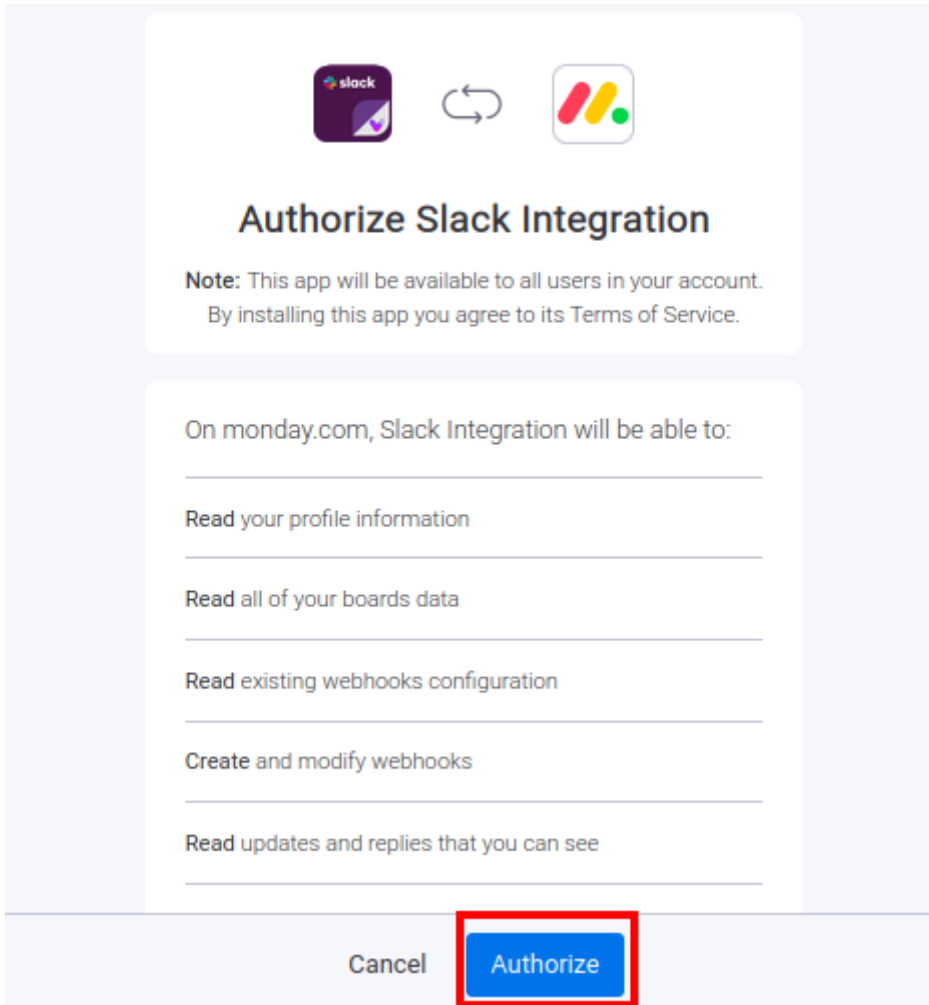 slack
Authorize Slack Integration
Note: This app will be available to all users in your account.
By installing this app you agree to its Terms of Service.
On monday.com, Slack Integration will be able to:
Read your profile information
Read all of your boards data
Read existing webhooks configuration
Create and modify webhooks
Read updates and replies that you can see
Cancel Authorize